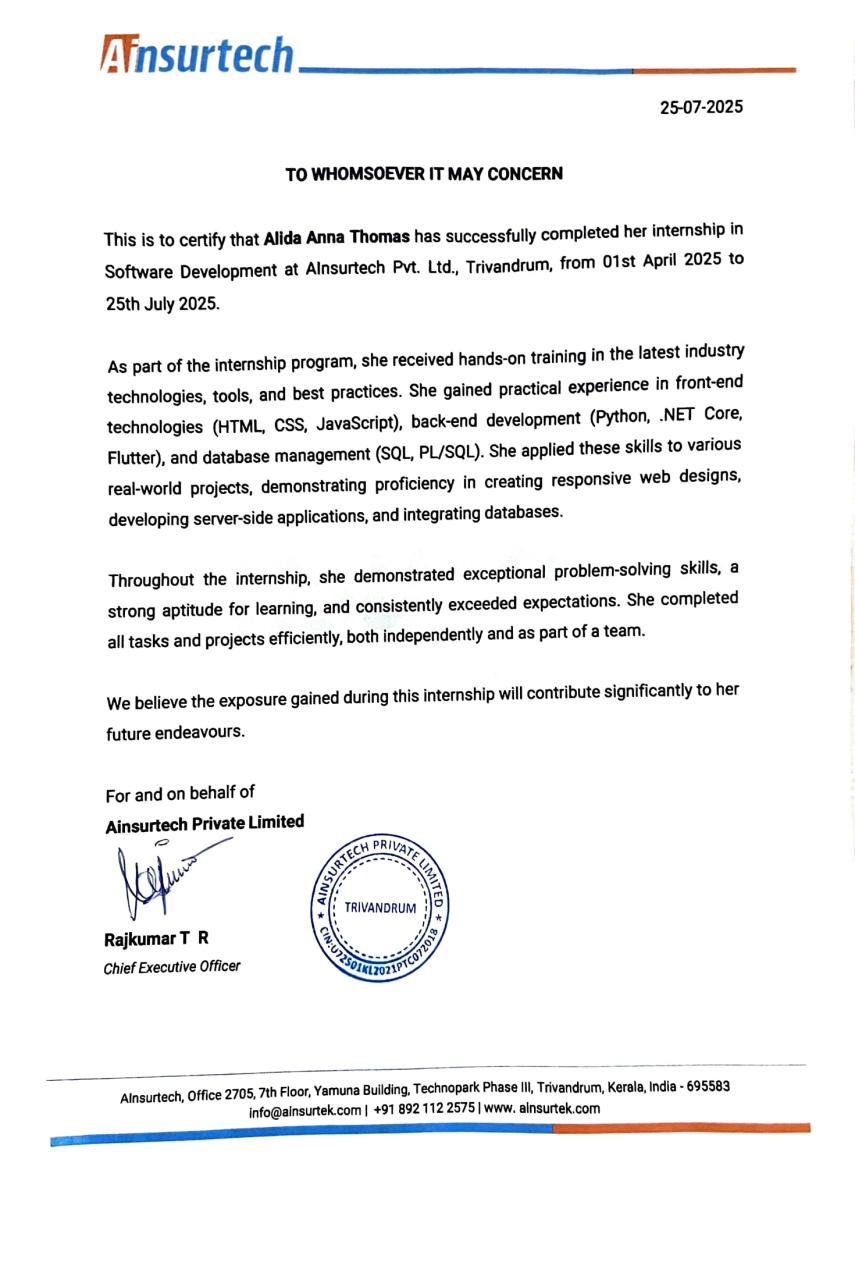 AInsurtech
25-07-2025
TO WHOMSOEVER IT MAY CONCERN
This is to certify that Alida Anna Thomas has successfully completed her internship in
Software Development at AInsurtech Pvt. Ltd., Trivandrum, from 01st April 2025 to
25th July 2025.
As part of the internship program, she received hands-on training in the latest industry
technologies, tools, and best practices. She gained practical experience in front-end
technologies (HTML, CSS, JavaScript), back-end development (Python, .NET Core,
Flutter), and database management (SQL, PL/SQL). She applied these skills to various
real-world projects, demonstrating proficiency in creating responsive web designs,
developing server-side applications, and integrating databases.
Throughout the internship, she demonstrated exceptional problem-solving skills, a
strong aptitude for learning, and consistently exceeded expectations. She completed
all tasks and projects efficiently, both independently and as part of a team.
We believe the exposure gained during this internship will contribute significantly to her
future endeavours.
For and on behalf of
Ainsurtech Private Limited
AINSURTECH PRIVATE LIMITED
TRIVANDRUM
CIN:U72501KL2021PTC072018
Rajkumar T R
Chief Executive Officer
AInsurtech, Office 2705, 7th Floor, Yamuna Building, Technopark Phase III, Trivandrum, Kerala, India - 695583
info@ainsurtek.com | +91 892 112 2575 | www. ainsurtek.com